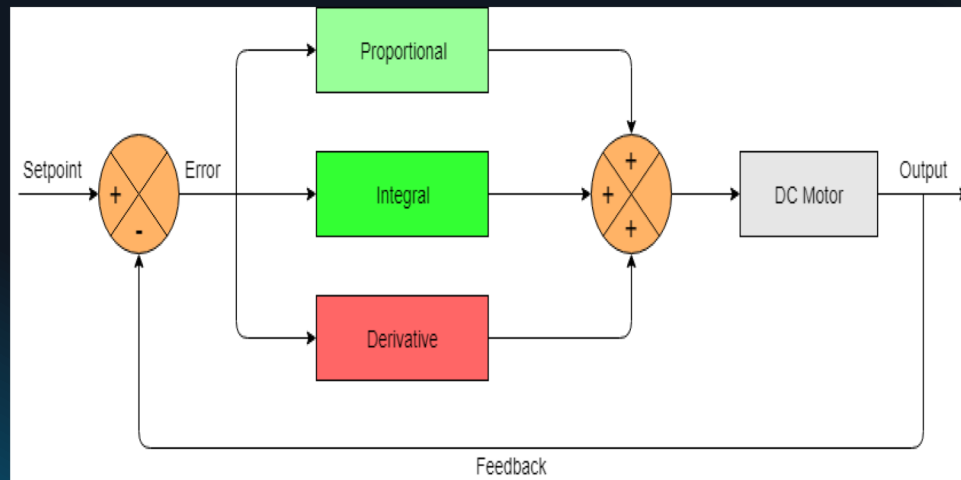 Proportional
Setpoint
+
-
Error
Integral
+
+
+
DC Motor
Output
Derivative
Feedback